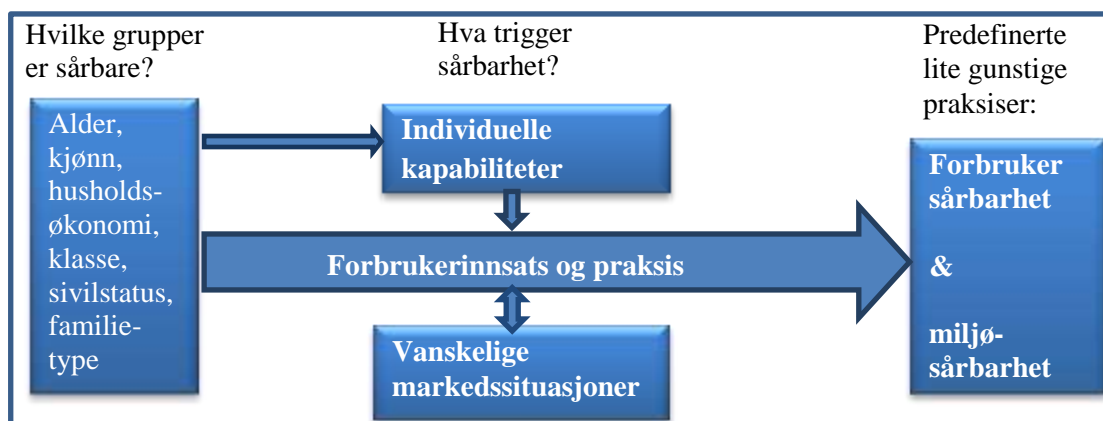 Hvilke grupper
er sårbare?
Hva trigger
sårbarhet?
Predefinerte
lite gunstige
praksiser:
Alder,
kjønn,
husholds-
økonomi,
klasse,
sivilstatus,
familie-
type
Individuelle
kapabiliteter
Forbrukerinnsats og praksis
Vanskelige
markedssituasjoner
Forbruker
sårbarhet
&
miljø-
sårbarhet